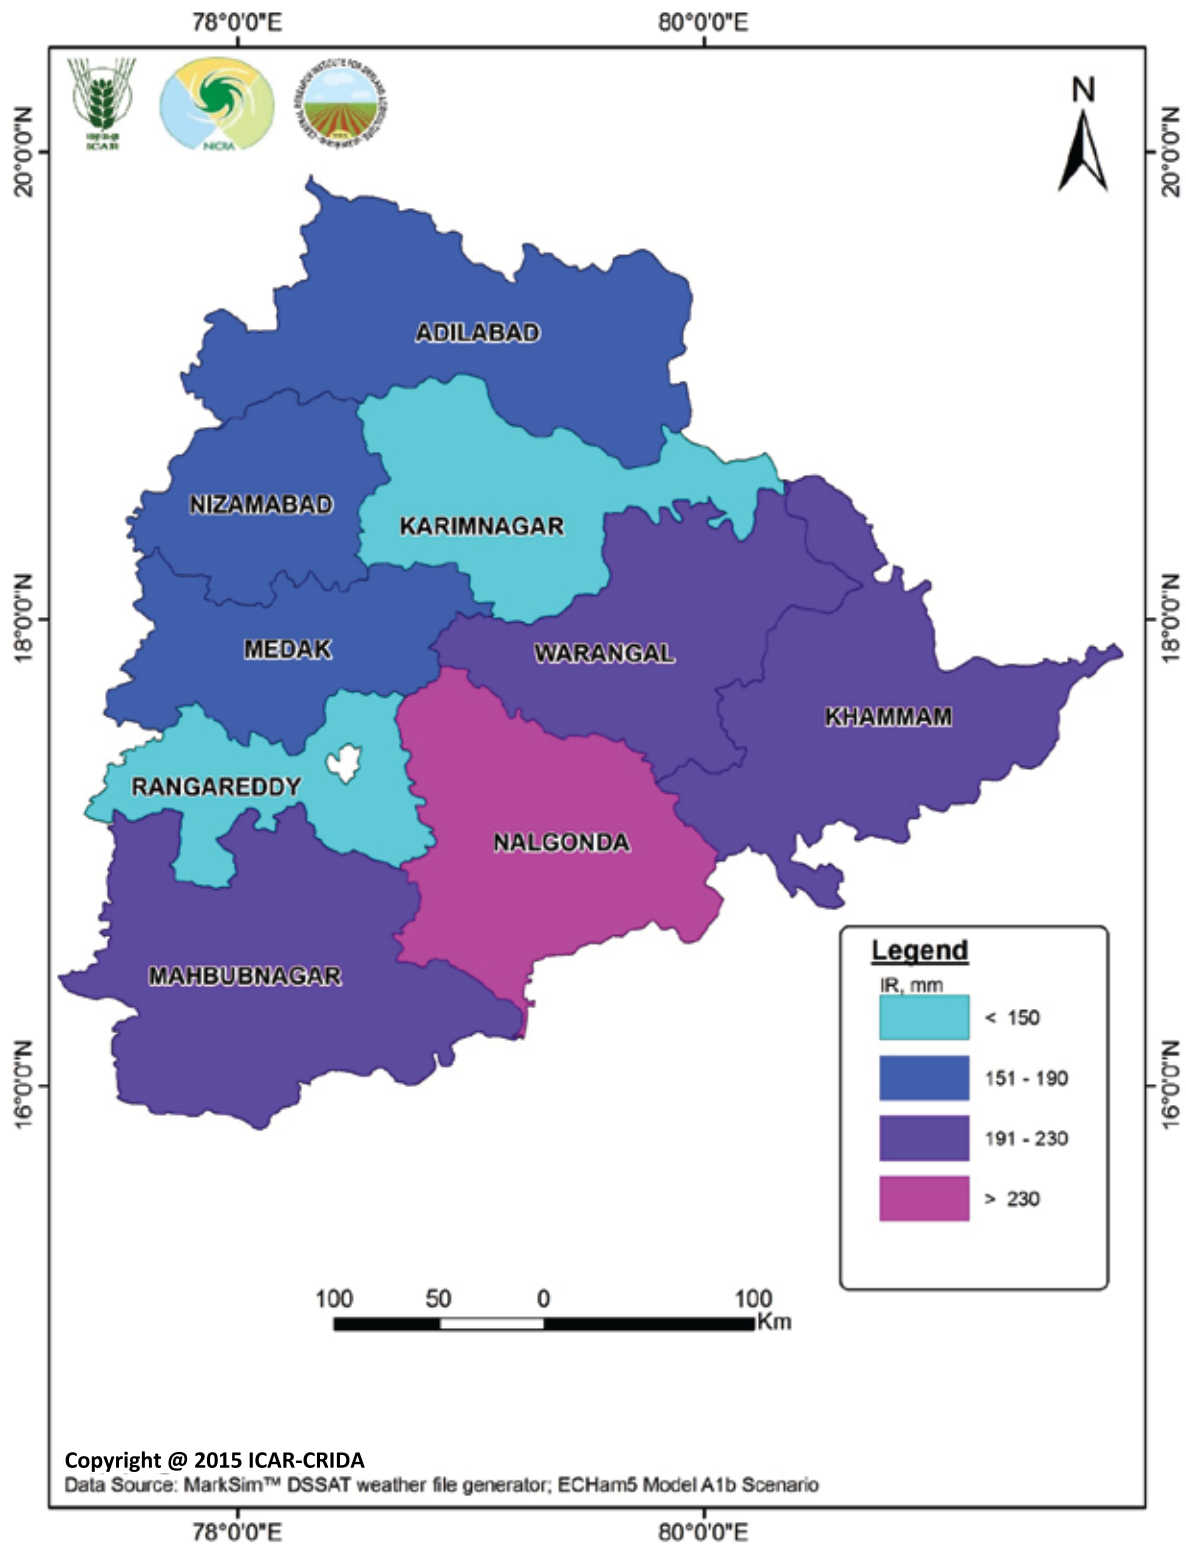 78°0'0"E 80°0'0"E
20°0'0"N 20°0'0"N
ICAR
NICRA
N
ADILABAD
NIZAMABAD
KARIMNAGAR
18°0'0"N 18°0'0"N
MEDAK
WARANGAL
KHAMMAM
RANGAREDDY
NALGONDA
MAHBUBNAGAR
Legend
IR, mm
< 150
151 - 190
191 - 230
> 230
16°0'0"N 16°0'0"N
100 50 0 100
Km
Copyright @ 2015 ICAR-CRIDA
Data Source: MarkSim™ DSSAT weather file generator; ECHam5 Model A1b Scenario
78°0'0"E 80°0'0"E